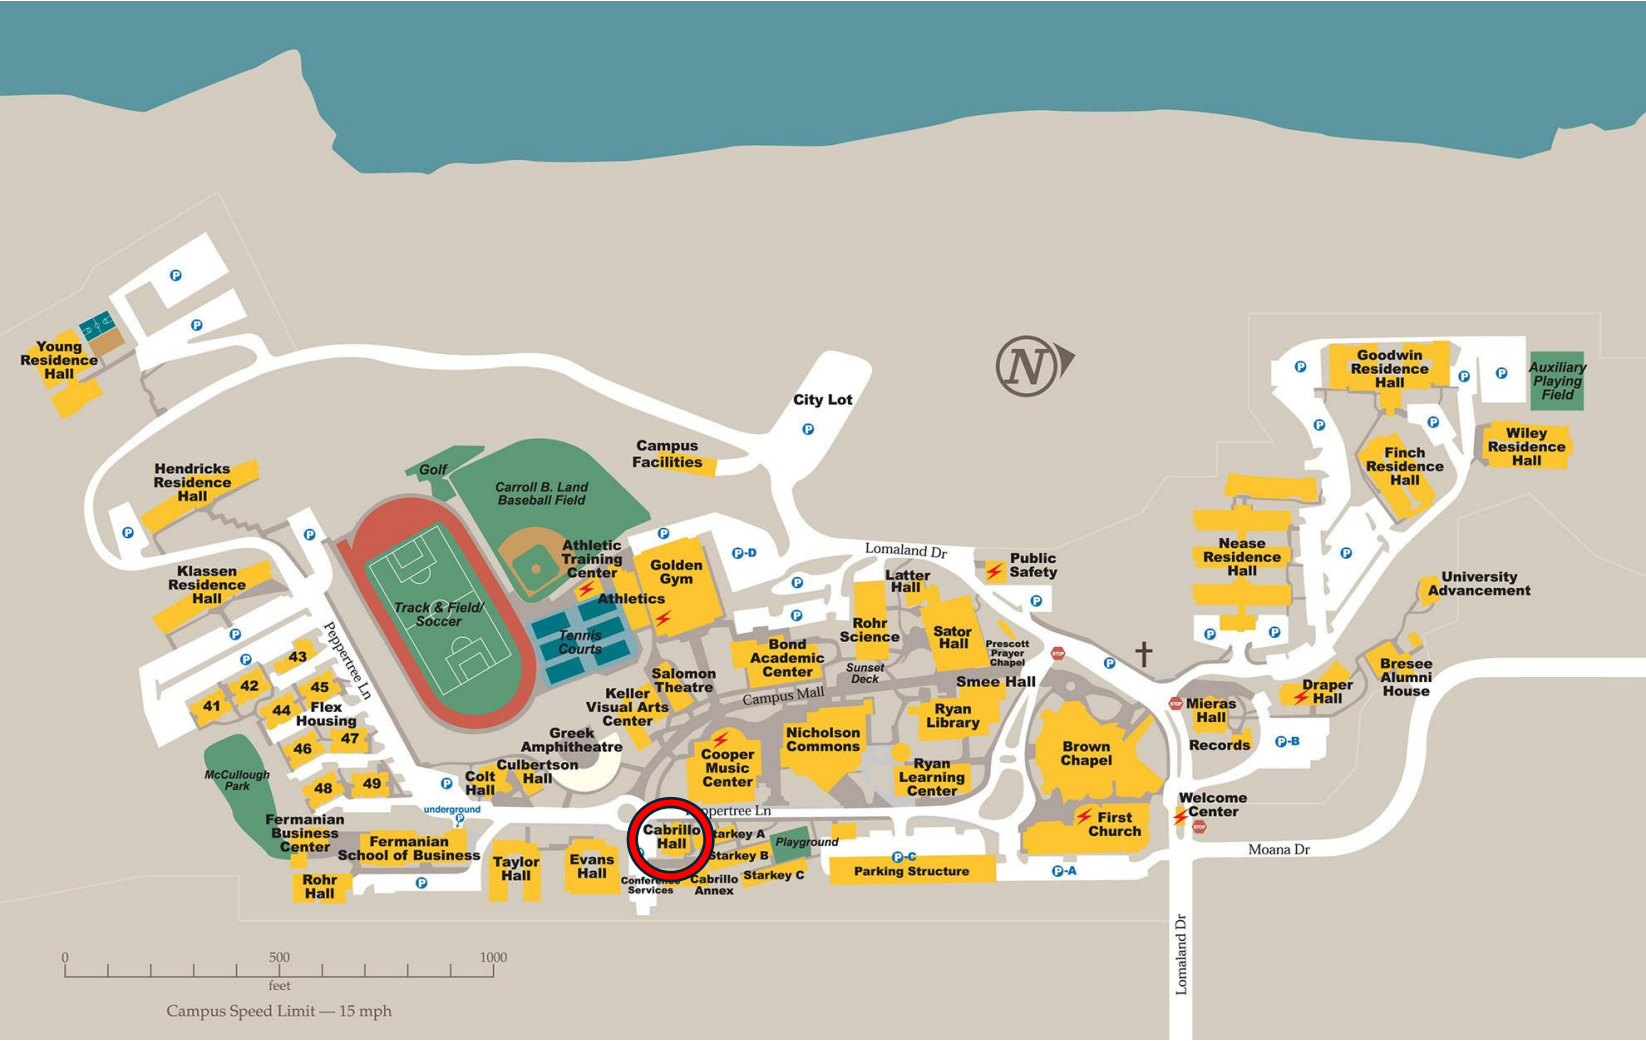 Young
Residence
Hall
P
P
N
City Lot
P
Campus
Facilities
Goodwin
Residence
Hall
P
P
P
Auxiliary
Playing
Field
P
P
Wiley
Residence
Hall
Finch
Residence
Hall
Hendricks
Residence
Hall
P
P
Golf
Carroll B. Land
Baseball Field
Klassen
Residence
Hall
Track & Field/
Soccer
Athletic
Training
Center
Athletics
Tennis
Courts
Golden
Gym
P
P-D
P
P
Lomaland Dr
Latter
Hall
Public
Safety
P
Nease
Residence
Hall
P
P
P
University
Advancement
Rohr
Science
Sator
Hall
Prescott
Prayer
Chapel
STOP
P
Bond
Academic
Center
Sunset
Deck
Smee Hall
Salomon
Theatre
Campus Mall
Keller
Visual Arts
Center
Peppertree Ln
P
P
43
42
45
41
44
Flex
Housing
46
47
48
49
McCullough
Park
Greek
Amphitheatre
Colt
Hall
Culbertson
Hall
P
underground
P
Cooper
Music
Center
Nicholson
Commons
Ryan
Library
Ryan
Learning
Center
Brown
Chapel
STOP
Mieras
Hall
Records
P-B
Draper
Hall
Bresee
Alumni
House
Welcome
Center
STOP
First
Church
Moana Dr
Fermanian
Business
Center
Fermanian
School of Business
Rohr
Hall
P
Taylor
Hall
Evans
Hall
ppertree Ln
Cabrillo
Hall
tarkey A
Starkey B
Starkey C
Playground
Conference
Services
Cabrillo
Annex
P-C
Parking Structure
P-A
Lomaland Dr
0 500 1000
feet
Campus Speed Limit — 15 mph